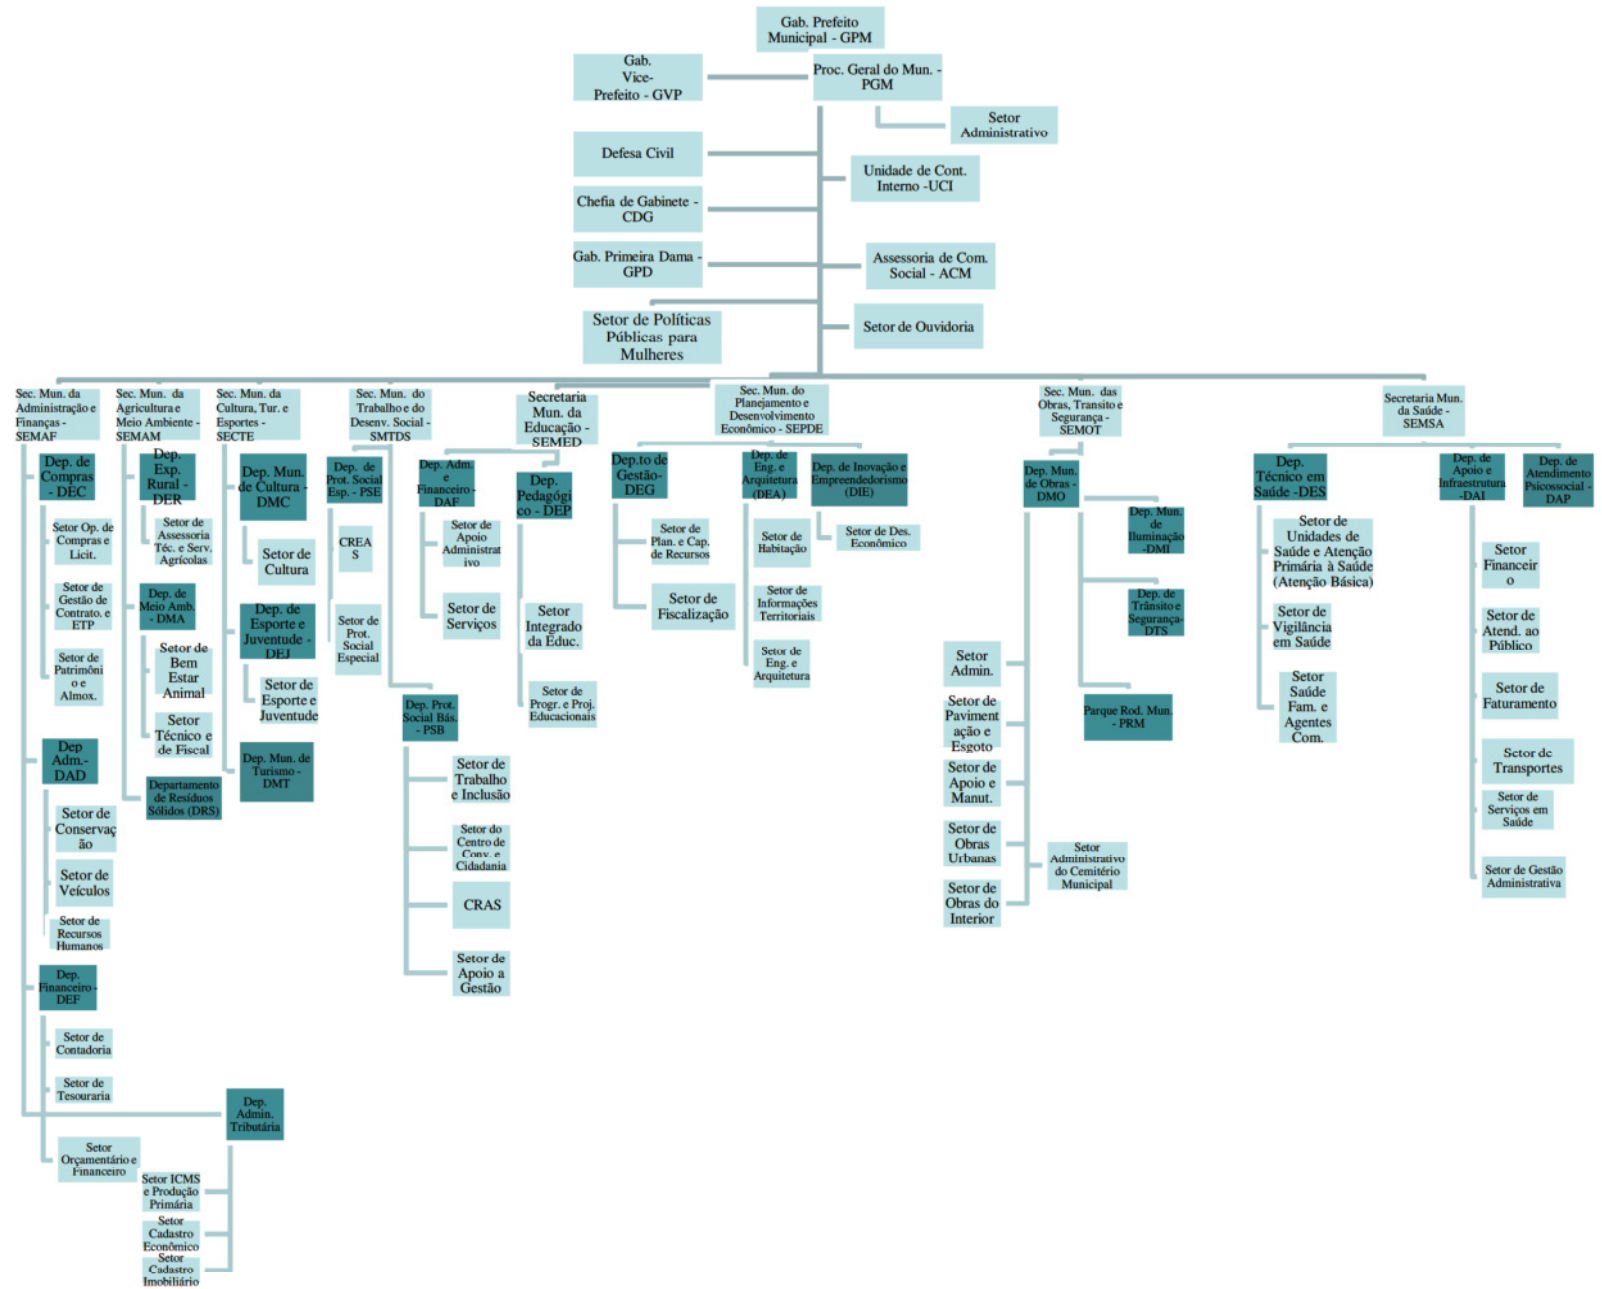 Gab. Prefeito
Municipal - GPM
Gab.
Vice-
Prefeito - GVP
Proc. Geral do Mun. -
PGM
Setor
Administrativo
Defesa Civil
Unidade de Cont.
Interno -UCI
Chefia de Gabinete -
CDG
Gab. Primeira Dama -
GPD
Assessoria de Com.
Social - ACM
Setor de Políticas
Públicas para
Mulheres
Setor de Ouvidoria
Sec. Mun. da
Administração e
Finanças -
SEMAF
Dep. de
Compras
- DEC
Setor Op. de
Compras e
Licit.
Setor de
Gestão de
Contrato. e
ETP
Setor de
Patrimôni
o e
Almox.
Dep
Adm.-
DAD
Setor de
Conservaç
ão
Setor de
Veículos
Setor de
Recursos
Humanos
Dep.
Financeiro -
DEF
Setor de
Contadoria
Setor de
Tesouraria
Setor
Orçamentário e
Financeiro
Dep.
Admin.
Tributária
Setor ICMS
e Produção
Primária
Setor
Cadastro
Econômico
Setor
Cadastro
Imobiliário
Sec. Mun. da
Agricultura e
Meio Ambiente -
SEMAM
Dep.
Exp.
Rural -
DER
Setor de
Assessoria
Téc. e Serv.
Agrícolas
Dep. de
Meio Amb.
- DMA
Setor de
Bem
Estar
Animal
Setor
Técnico e
de Fiscal
Departamento
de Resíduos
Sólidos (DRS)
Sec. Mun. da
Cultura, Tur. e
Esportes -
SECTE
Dep. Mun.
de Cultura -
DMC
Setor de
Cultura
Dep. de
Esporte e
Juventude -
DEJ
Setor de
Esporte e
Juventude
Dep. Mun. de
Turismo -
DMT
Sec. Mun. do
Trabalho e do
Desenv. Social -
SMTDS
Dep. de
Prot. Social
Esp. - PSE
CREA
S
Setor de
Prot.
Social
Especial
Dep. Prot.
Social Bás.
- PSB
Setor de
Trabalho
e Inclusão
Setor do
Centro de
Conv. e
Cidadania
CRAS
Setor de
Apoio a
Gestão
Secretaria
Mun. da
Educação -
SEMED
Dep. Adm.
e
Financeiro -
DAF
Setor de
Apoio
Administrat
ivo
Setor de
Serviços
Dep.
Pedagógi
co - DEP
Setor
Integrado
da Educ.
Setor de
Progr. e Proj.
Educacionais
Sec. Mun. do
Planejamento e
Desenvolvimento
Econômico - SEPDE
Dep.to de
Gestão-
DEG
Setor de
Plan. e Cap.
de Recursos
Setor de
Fiscalização
Dep. de
Eng. e
Arquitetura
(DEA)
Setor de
Habitação
Setor de
Informações
Territoriais
Setor de
Eng. e
Arquitetura
Dep. de Inovação e
Empreendedorismo
(DIE)
Setor de Des.
Econômico
Sec. Mun. das
Obras, Transito e
Segurança -
SEMOT
Dep. Mun.
de Obras -
DMO
Dep. Mun.
de
Iluminação
-DMI
Dep. de
Trânsito e
Segurança-
DTS
Parque Rod. Mun.
- PRM
Setor
Admin.
Setor de
Paviment
ação e
Esgoto
Setor de
Apoio e
Manut.
Setor de
Obras
Urbanas
Setor
Administrativo
do Cemitério
Municipal
Setor de
Obras do
Interior
Secretaria Mun.
da Saúde -
SEMSA
Dep.
Técnico em
Saúde -DES
Setor de
Unidades de
Saúde e Atenção
Primária à Saúde
(Atenção Básica)
Setor de
Vigilância
em Saúde
Setor
Saúde
Fam. e
Agentes
Com.
Dep. de
Apoio e
Infraestrutura
-DAI
Setor
Financeir
o
Setor de
Atend. ao
Público
Setor de
Faturamento
Setor de
Transportes
Setor de
Serviços em
Saúde
Setor de Gestão
Administrativa
Dep. de
Atendimento
Psicossocial -
DAP